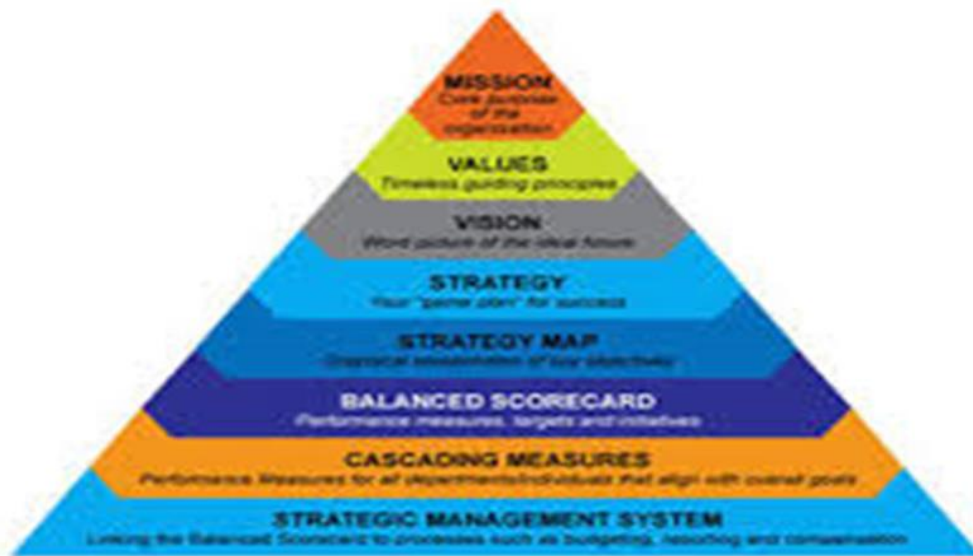 MISSION
Core purpose
of the
organization
VALUES
Timeless guiding principles
VISION
Word picture of the ideal future
STRATEGY
Your "game plan" for success
STRATEGY MAP
Graphical presentation of key objectives
BALANCED SCORECARD
Performance measures, targets and initiatives
CASCADING MEASURES
Performance Measures for all departments/individuals that align with overall goals
STRATEGIC MANAGEMENT SYSTEM
Linking the Balanced Scorecard to processes such as budgeting, reporting and compensation